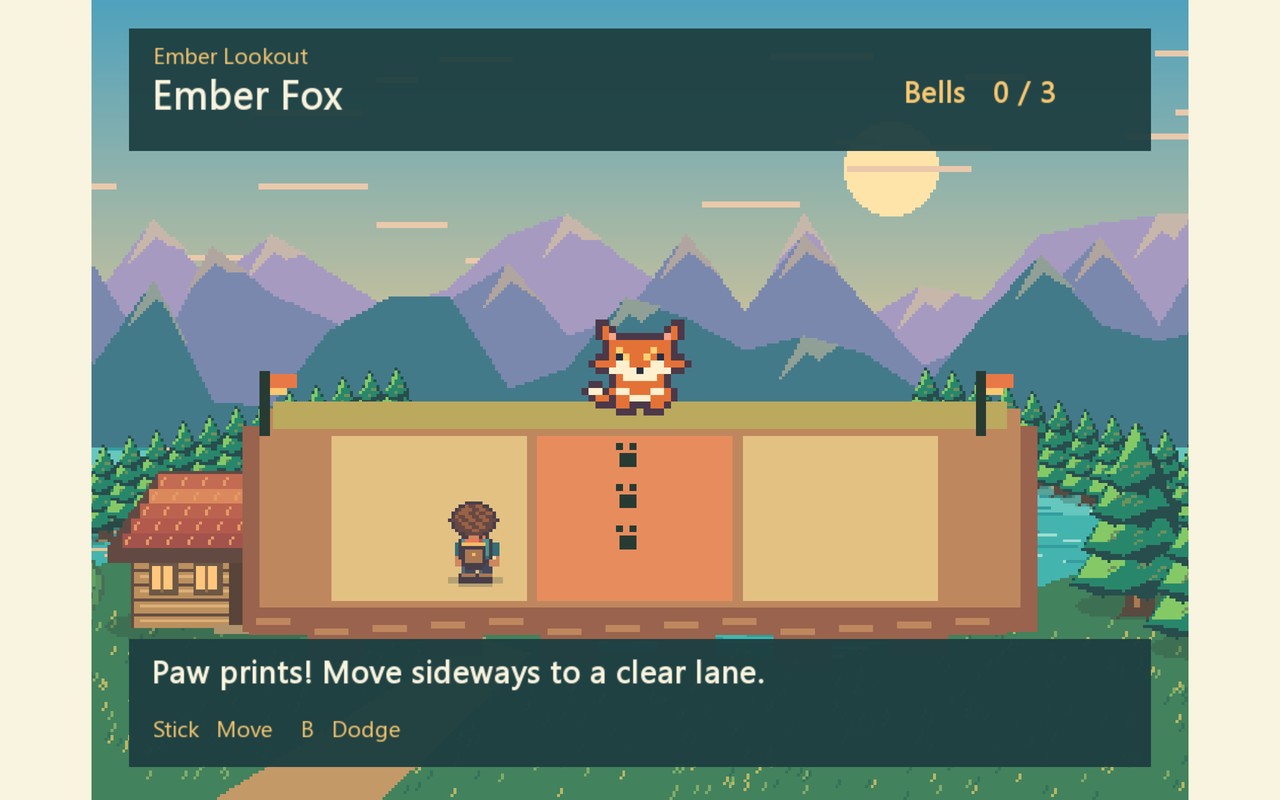 Ember Lookout
Ember Fox
Bells 0 / 3
Paw prints! Move sideways to a clear lane.
Stick Move B Dodge